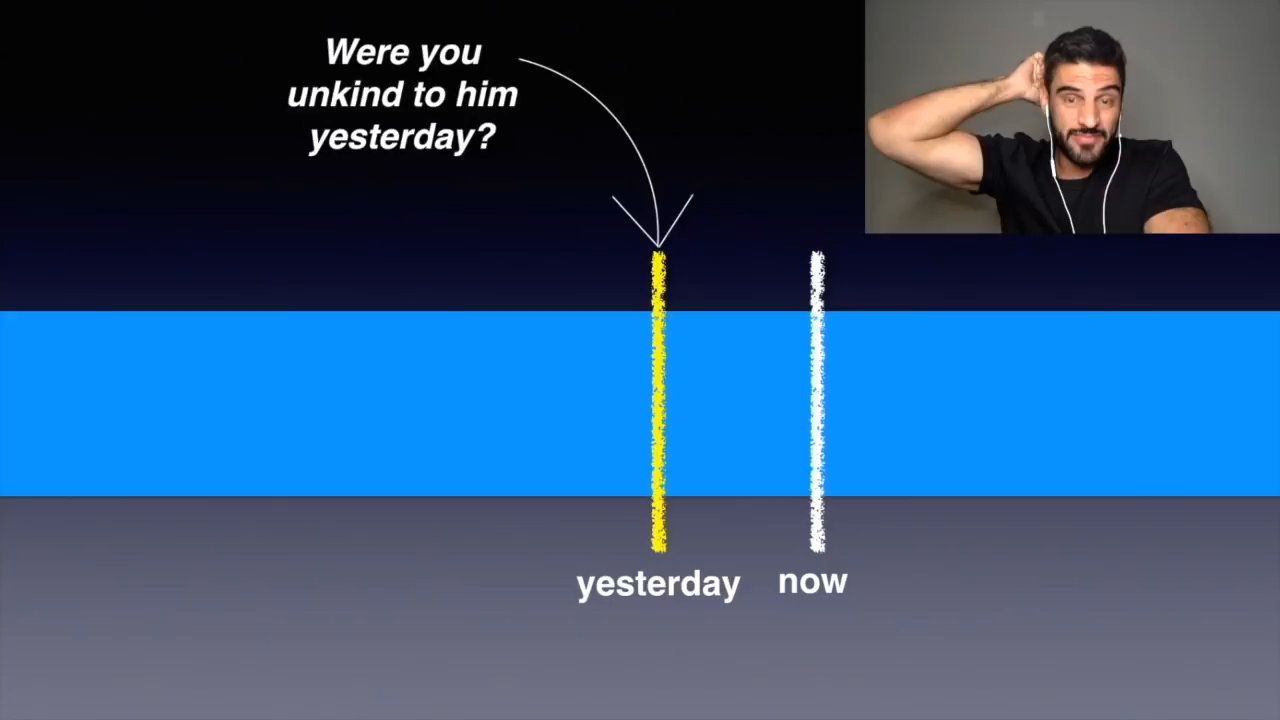 Were you
unkind to him
yesterday?
yesterday
now